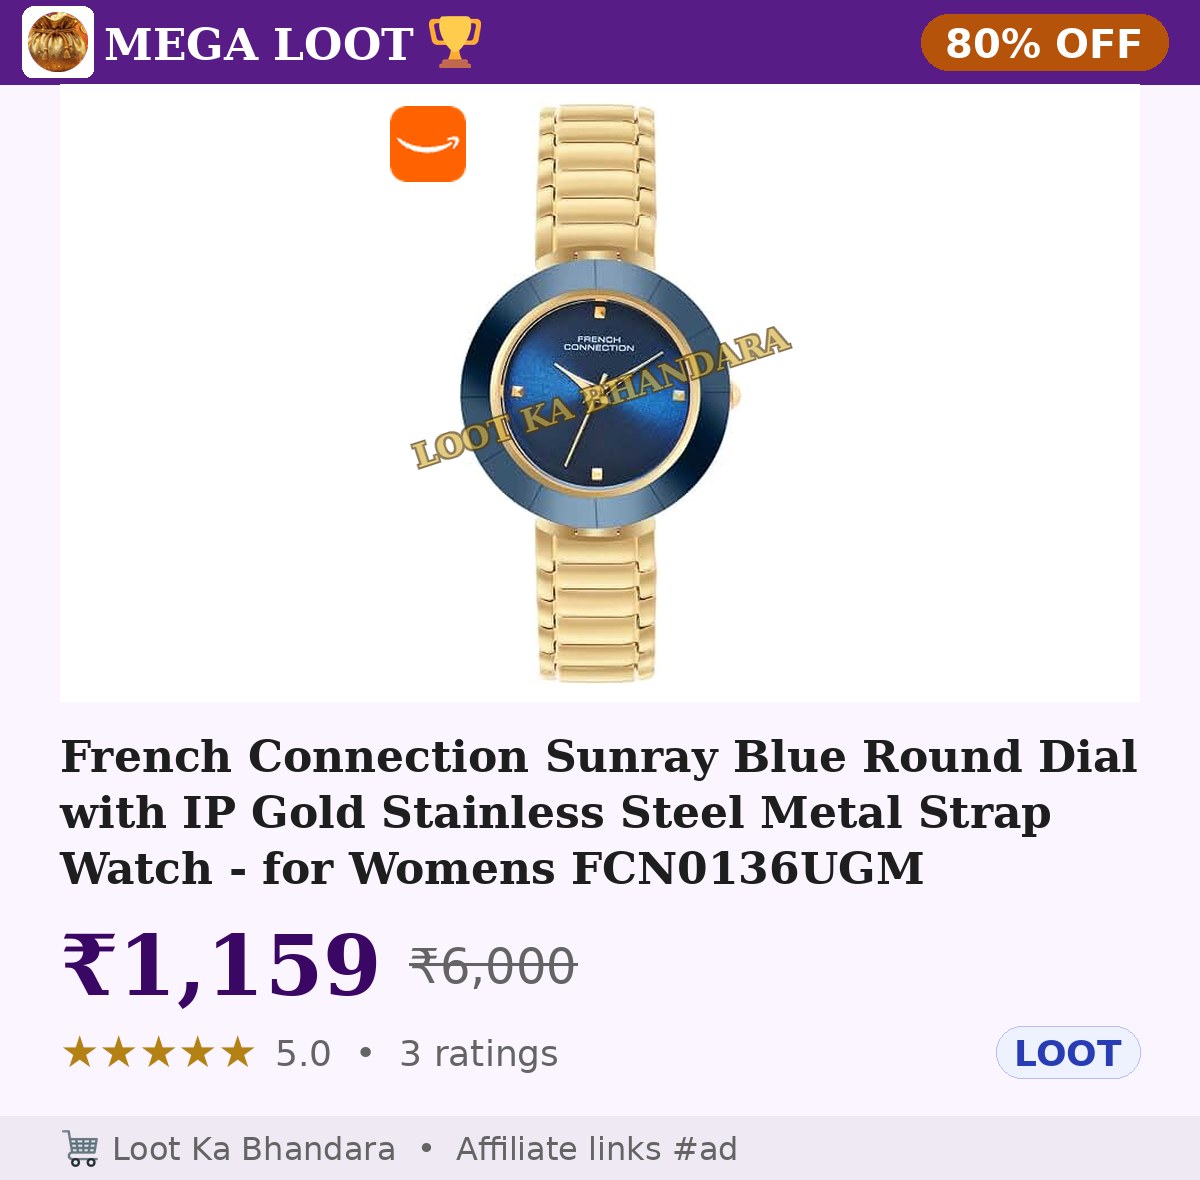 MEGA LOOT
80% OFF
FRENCH
CONNECTION
LOOT KA BHANDARA
French Connection Sunray Blue Round Dial
with IP Gold Stainless Steel Metal Strap
Watch - for Womens FCN0136UGM
₹1,159 ₹6,000
★★★★★ 5.0 • 3 ratings
LOOT
Loot Ka Bhandara • Affiliate links #ad